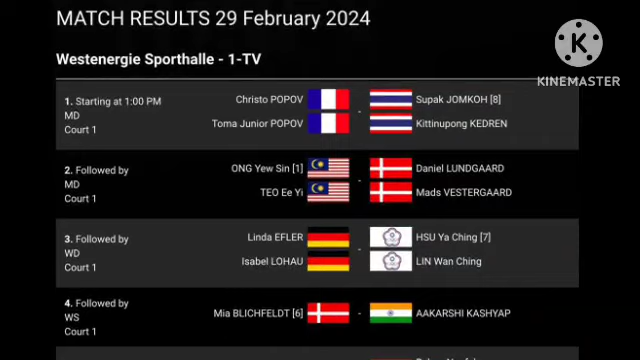 MATCH RESULTS 29 February 2024
KINEMASTER
Westenergie Sporthalle - 1-TV
1. Starting at 1:00 PM
MD
Court 1
Christo POPOV - Supak JOMKOH [8]
Toma Junior POPOV Kittinupong KEDREN
2. Followed by
MD
Court 1
ONG Yew Sin [1] - Daniel LUNDGAARD
TEO Ee Yi Mads VESTERGAARD
3. Followed by
WD
Court 1
Linda EFLER - HSU Ya Ching [7]
Isabel LOHAU LIN Wan Ching
4. Followed by
WS
Court 1
Mia BLICHFELDT [6] - AAKARSHI KASHYAP